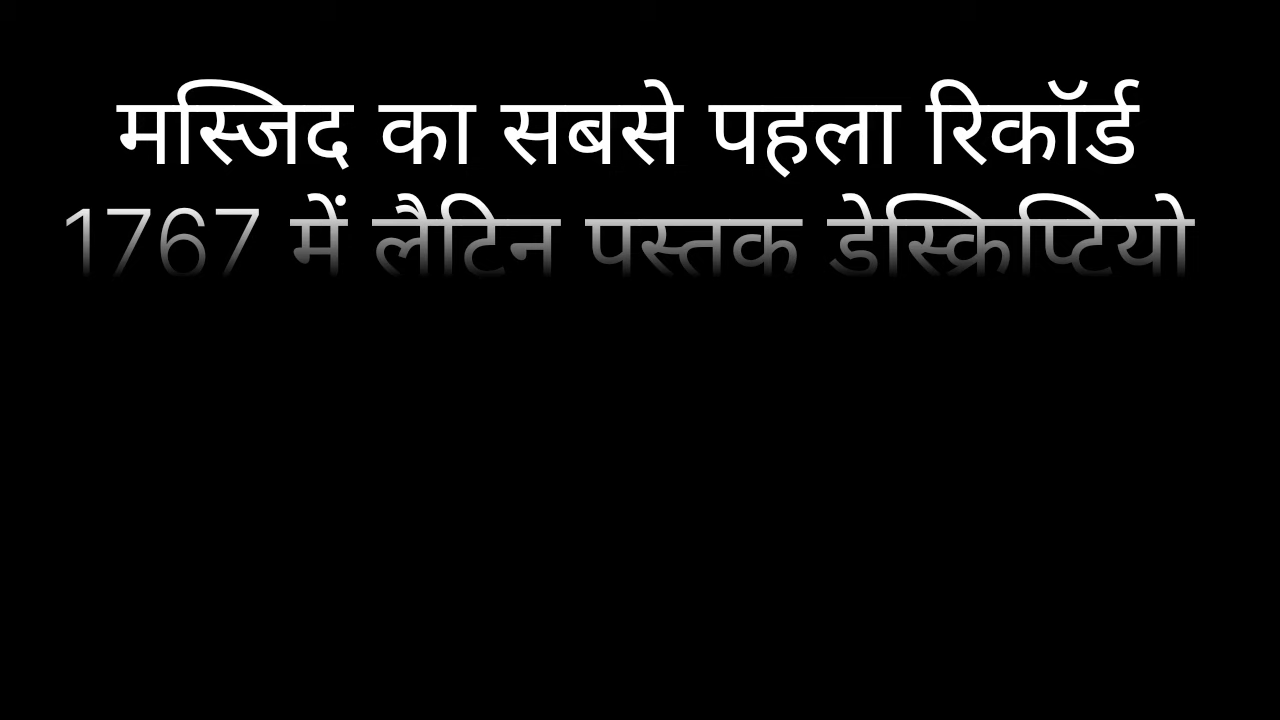 मस्जिद का सबसे पहला रिकॉर्ड
1767 में लैटिन पुस्तक डेस्क्रिप्टियो